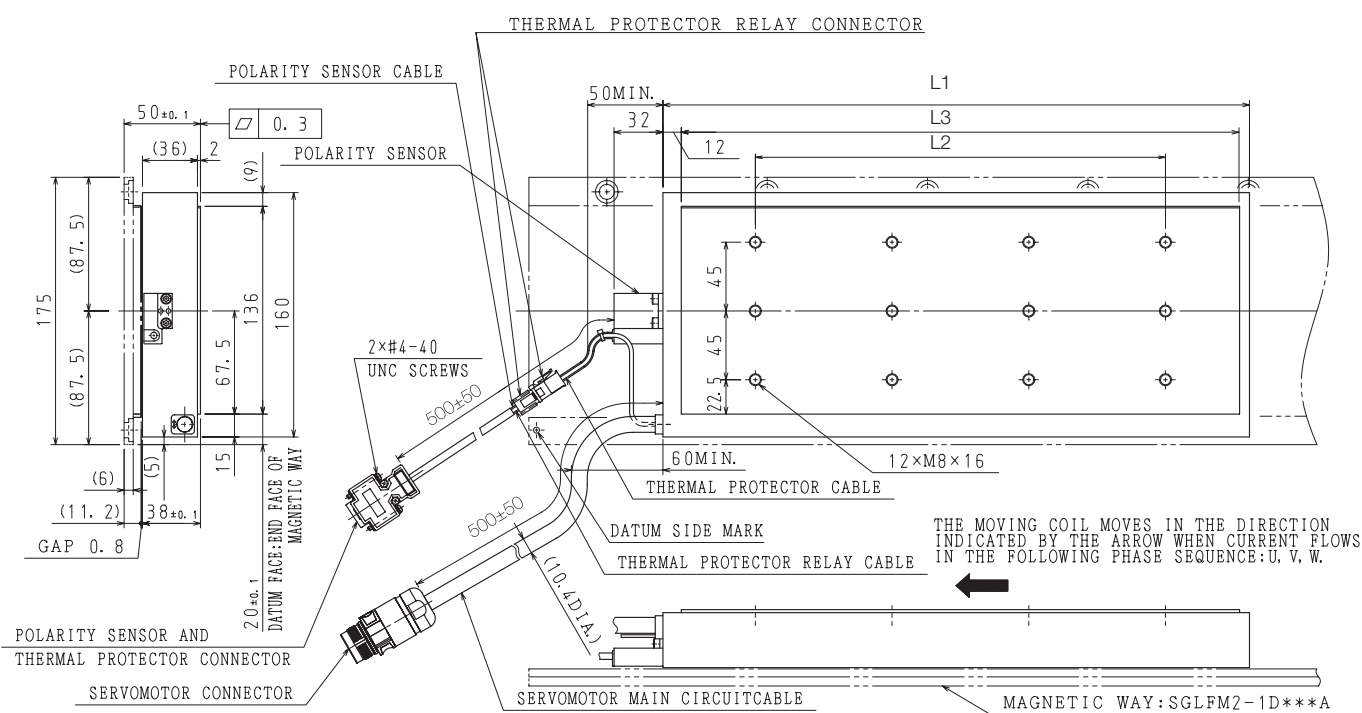 THERMAL PROTECTOR RELAY CONNECTOR
POLARITY SENSOR CABLE
L1
50MIN.
50±0.1
0.3
32
L3
(36)
2
POLARITY SENSOR
12
L2
(9)
(87.5)
175
(87.5)
136
160
67.5
45
45
22.5
2×#4-40
UNC SCREWS
500±50
15
(5)
(6)
(11.2)
38±0.1
GAP 0.8
20±0.1
DATUM FACE:END FACE OF
MAGNETIC WAY
60MIN.
12×M8×16
THERMAL PROTECTOR CABLE
500±50
DATUM SIDE MARK
THERMAL PROTECTOR RELAY CABLE
(10.4DIA.)
THE MOVING COIL MOVES IN THE DIRECTION
INDICATED BY THE ARROW WHEN CURRENT FLOWS
IN THE FOLLOWING PHASE SEQUENCE:U,V,W.
POLARITY SENSOR AND
THERMAL PROTECTOR CONNECTOR
SERVOMOTOR CONNECTOR
SERVOMOTOR MAIN CIRCUITCABLE
MAGNETIC WAY:SGLFM2-1D***A